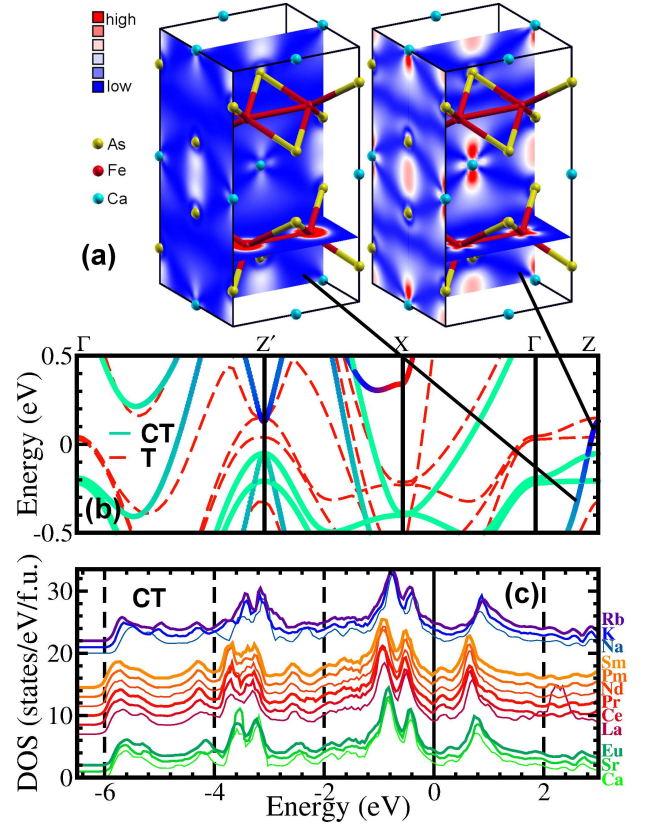 high
low
As
Fe
Ca
(a)
Γ Z′ X Γ Z
0.5
0
-0.5
Energy (eV)
CT
T
(b)
CT
(c)
30
20
10
0
DOS (states/eV/f.u.)
Rb
K
Na
Sm
Pm
Nd
Pr
Ce
La
Eu
Sr
Ca
-6 -4 -2 0 2
Energy (eV)